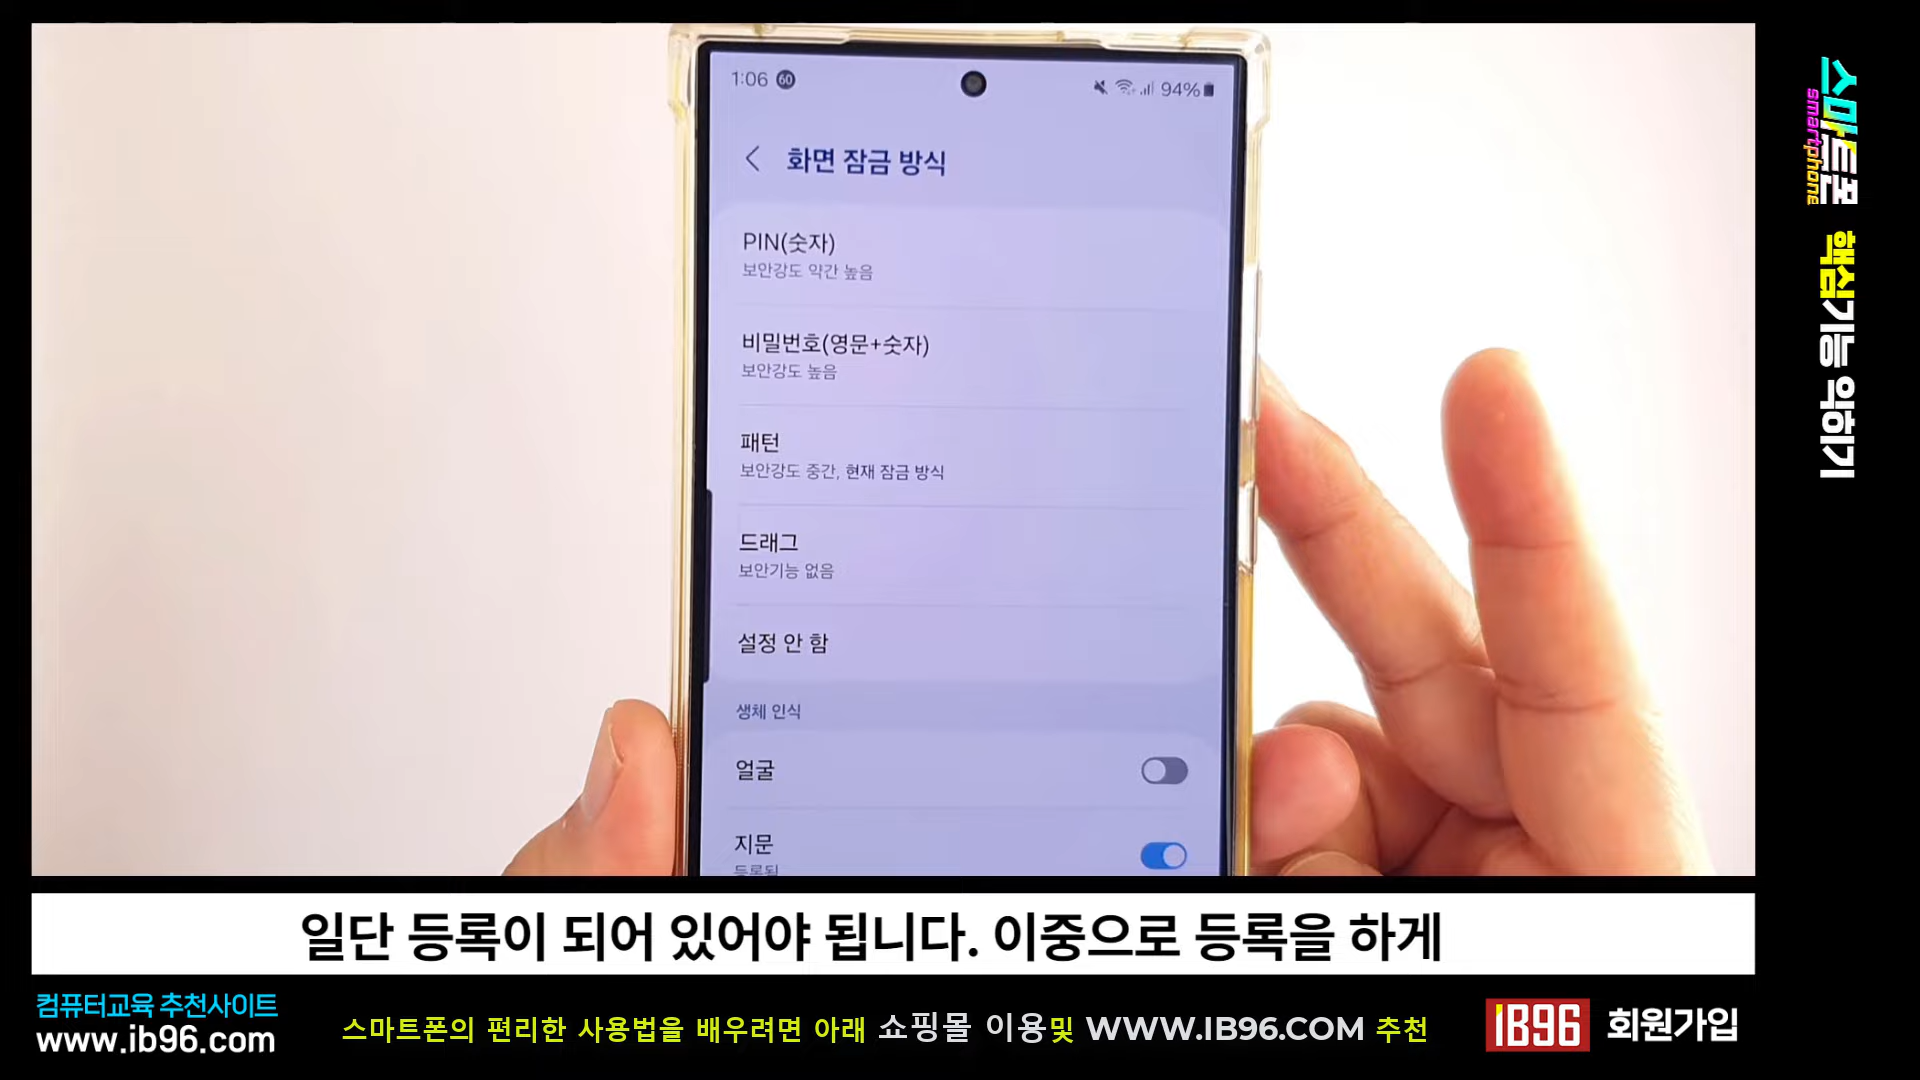 1:06 60 94%
화면 잠금 방식
PIN(숫자)
보안강도 약간 높음
비밀번호(영문+숫자)
보안강도 높음
패턴
보안강도 중간, 현재 잠금 방식
드래그
보안기능 없음
설정 안 함
생체 인식
얼굴
지문
등록됨
스마트폰 핵심기능 익히기
smartphone
일단 등록이 되어 있어야 됩니다. 이중으로 등록을 하게
컴퓨터교육 추천사이트
www.ib96.com
스마트폰의 편리한 사용법을 배우려면 아래 쇼핑몰 이용및 WWW.IB96.COM 추천
IB96 회원가입